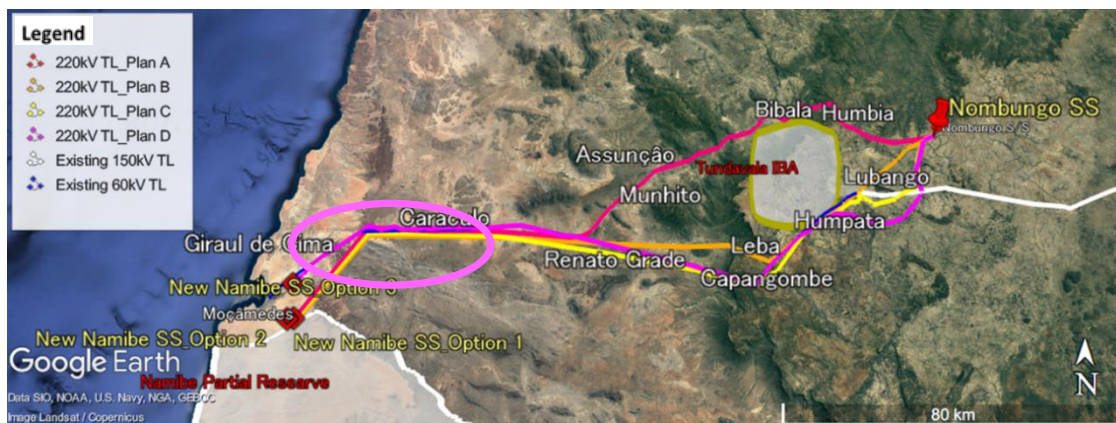 Legend
220kV TL_Plan A
220kV TL_Plan B
220kV TL_Plan C
220kV TL_Plan D
Existing 150kV TL
Existing 60kV TL
Bibala Humbia
Nombungo SS
Nombungo S/S
Assunção
Tundavala IBA
Munhito
Lubango
Caraculo
Humpata
Giraul de Cima
Leba
Renato Grade
Capangombe
New Namibe SS_Option 3
Moçâmedes
New Namibe SS_Option 2
New Namibe SS_Option 1
Google Earth
Namibe Partial Ressarve
Data SIO, NOAA, U.S. Navy, NGA, GEBCO
Image Landsat / Copernicus
80 km
N